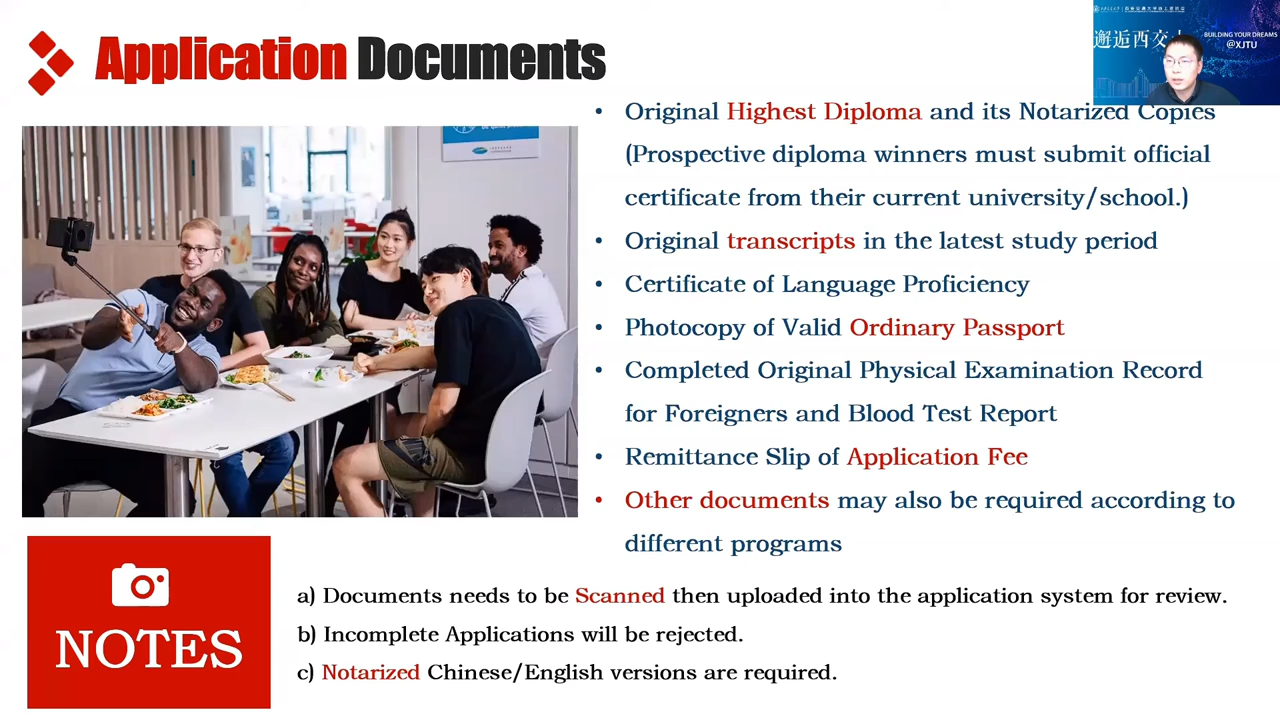 Application Documents
邂逅西交
BUILDING YOUR DREAMS
@XJTU
• Original Highest Diploma and its Notarized Copies
(Prospective diploma winners must submit official
certificate from their current university/school.)
• Original transcripts in the latest study period
• Certificate of Language Proficiency
• Photocopy of Valid Ordinary Passport
• Completed Original Physical Examination Record
for Foreigners and Blood Test Report
• Remittance Slip of Application Fee
• Other documents may also be required according to
different programs
NOTES
a) Documents needs to be Scanned then uploaded into the application system for review.
b) Incomplete Applications will be rejected.
c) Notarized Chinese/English versions are required.